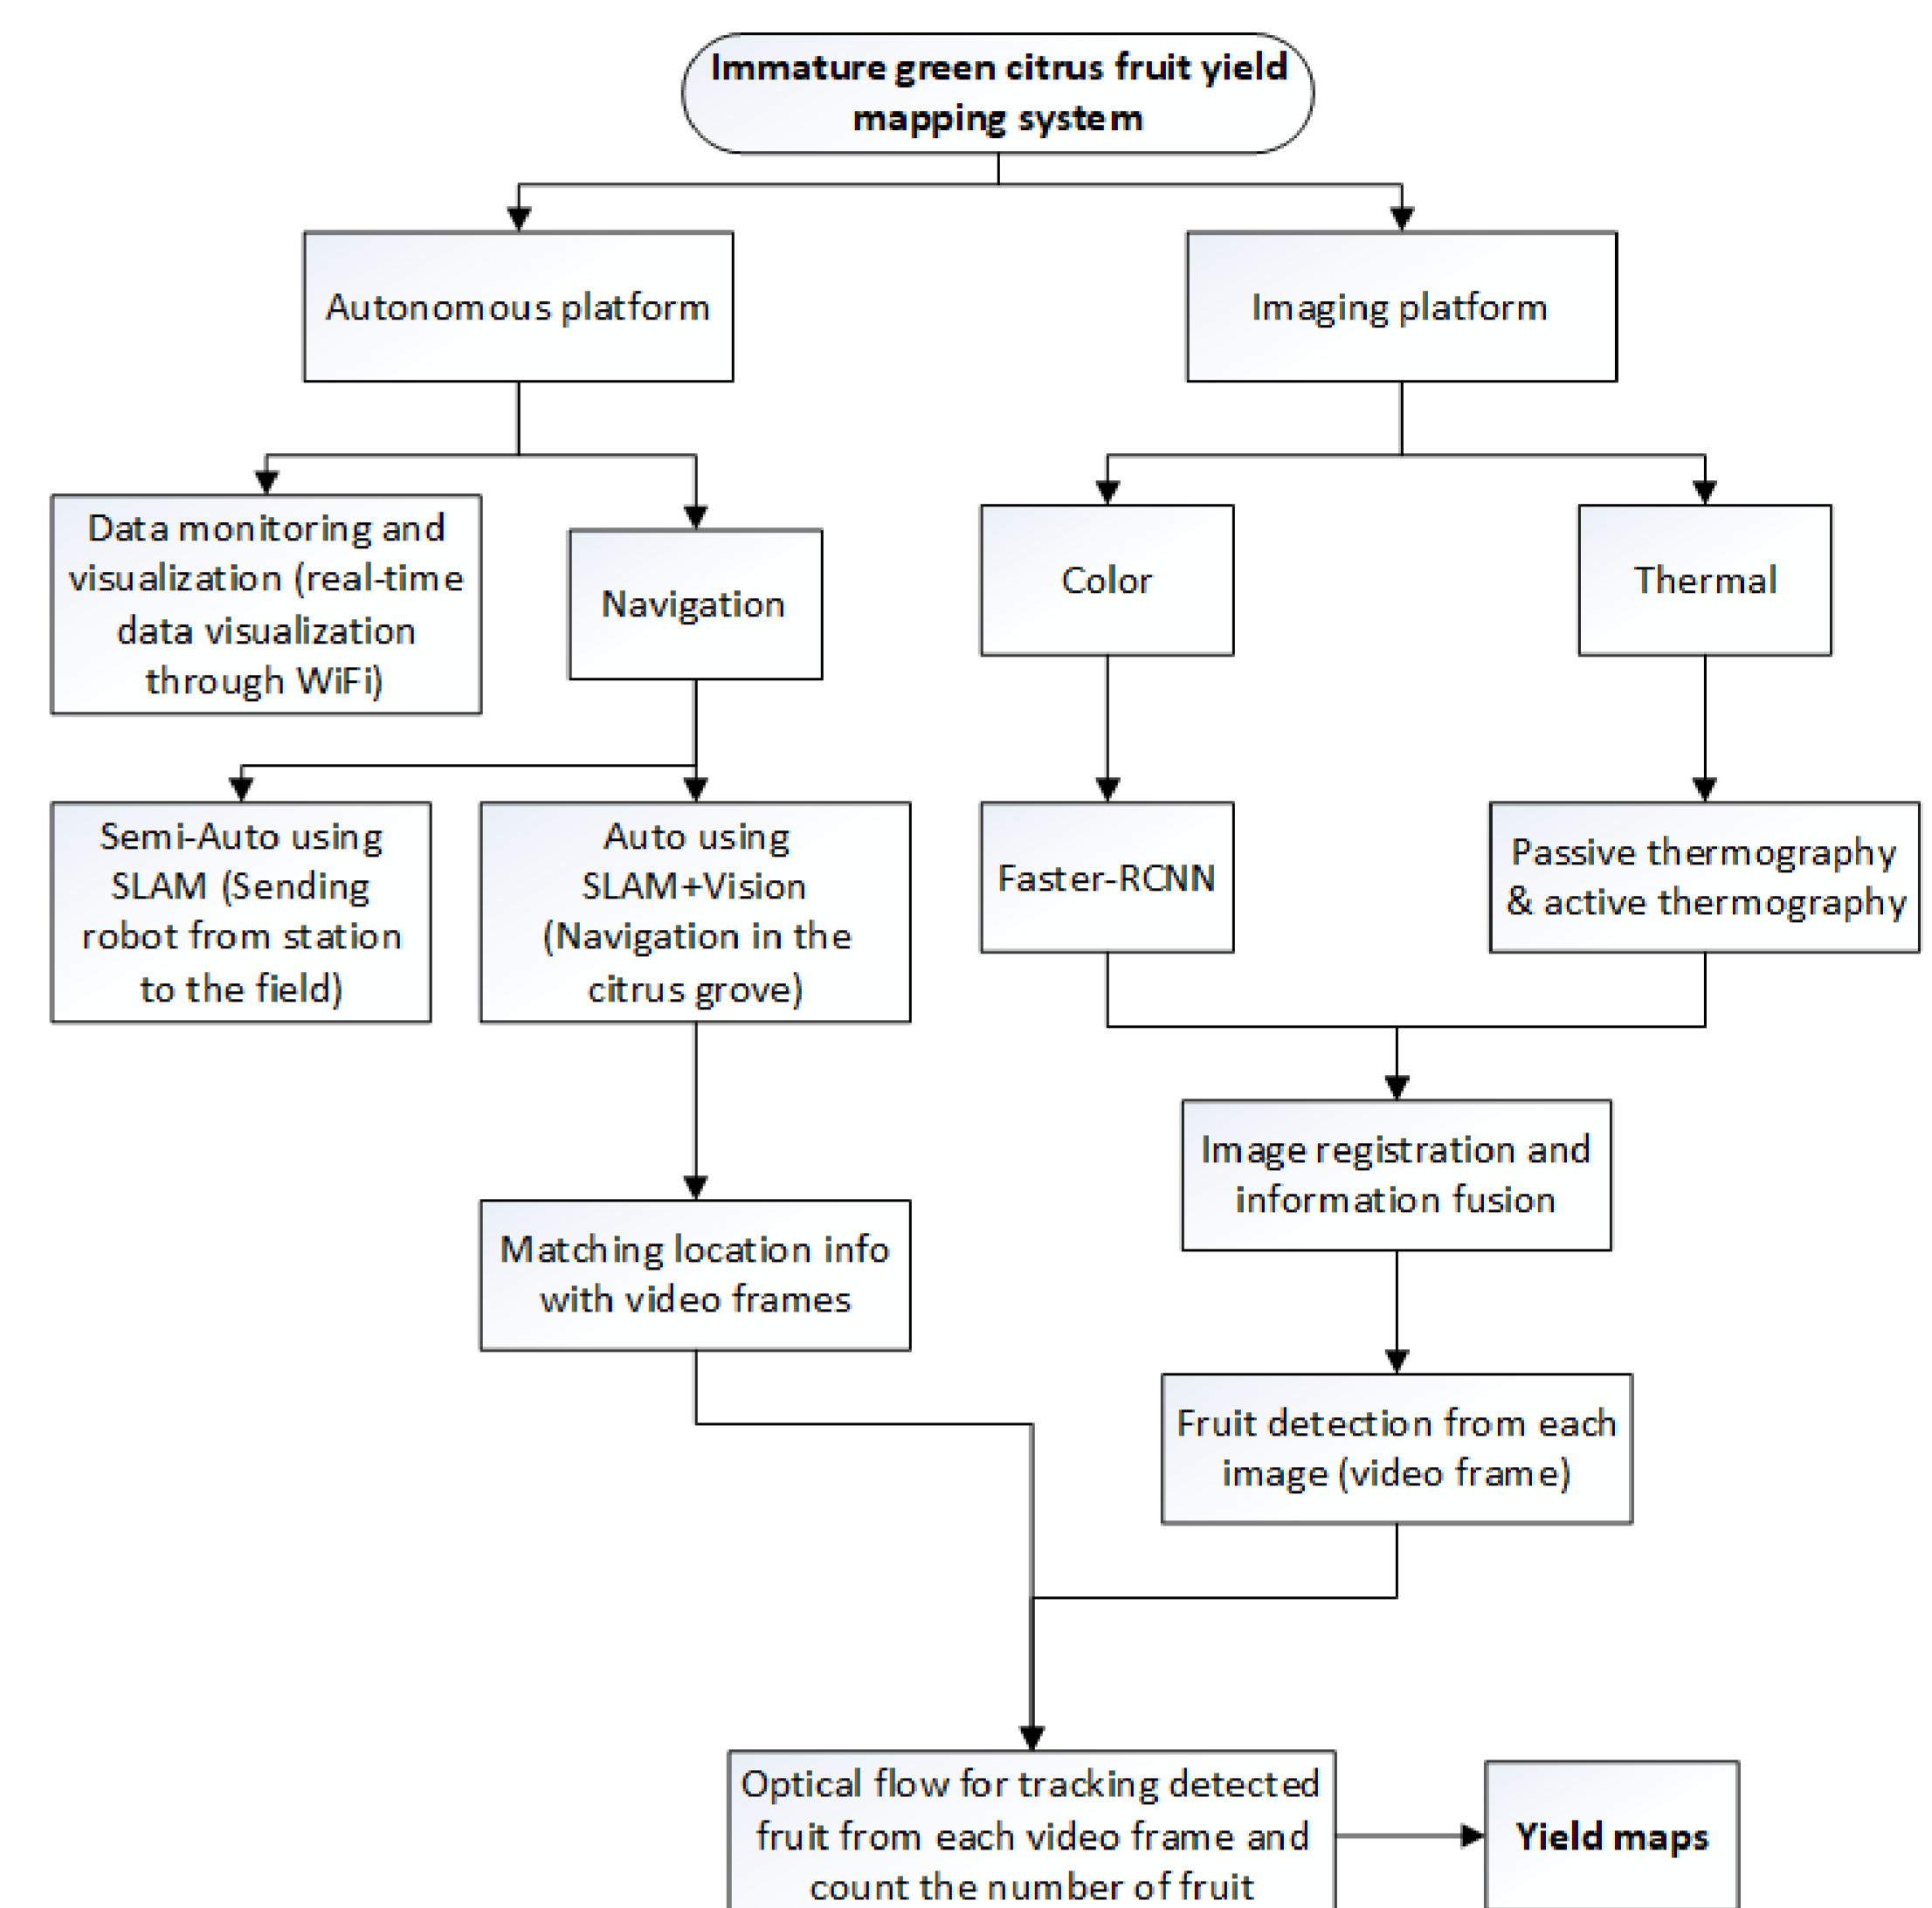 Immature green citrus fruit yield
mapping system
Autonomous platform
Imaging platform
Data monitoring and
visualization (real-time
data visualization
through WiFi)
Navigation
Color
Thermal
Semi-Auto using
SLAM (Sending
robot from station
to the field)
Auto using
SLAM+Vision
(Navigation in the
citrus grove)
Faster-RCNN
Passive thermography
& active thermography
Image registration and
information fusion
Matching location info
with video frames
Fruit detection from each
image (video frame)
Optical flow for tracking detected
fruit from each video frame and
count the number of fruit
Yield maps